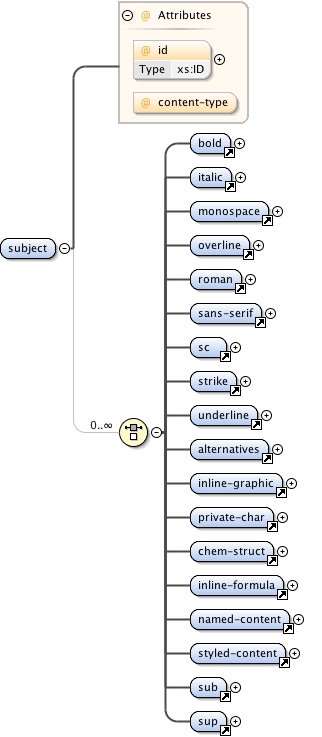 Attributes
@ id
Type xs:ID
@ content-type
bold
italic
monospace
overline
subject
roman
sans-serif
sc
strike
underline
0..∞
alternatives
inline-graphic
private-char
chem-struct
inline-formula
named-content
styled-content
sub
sup